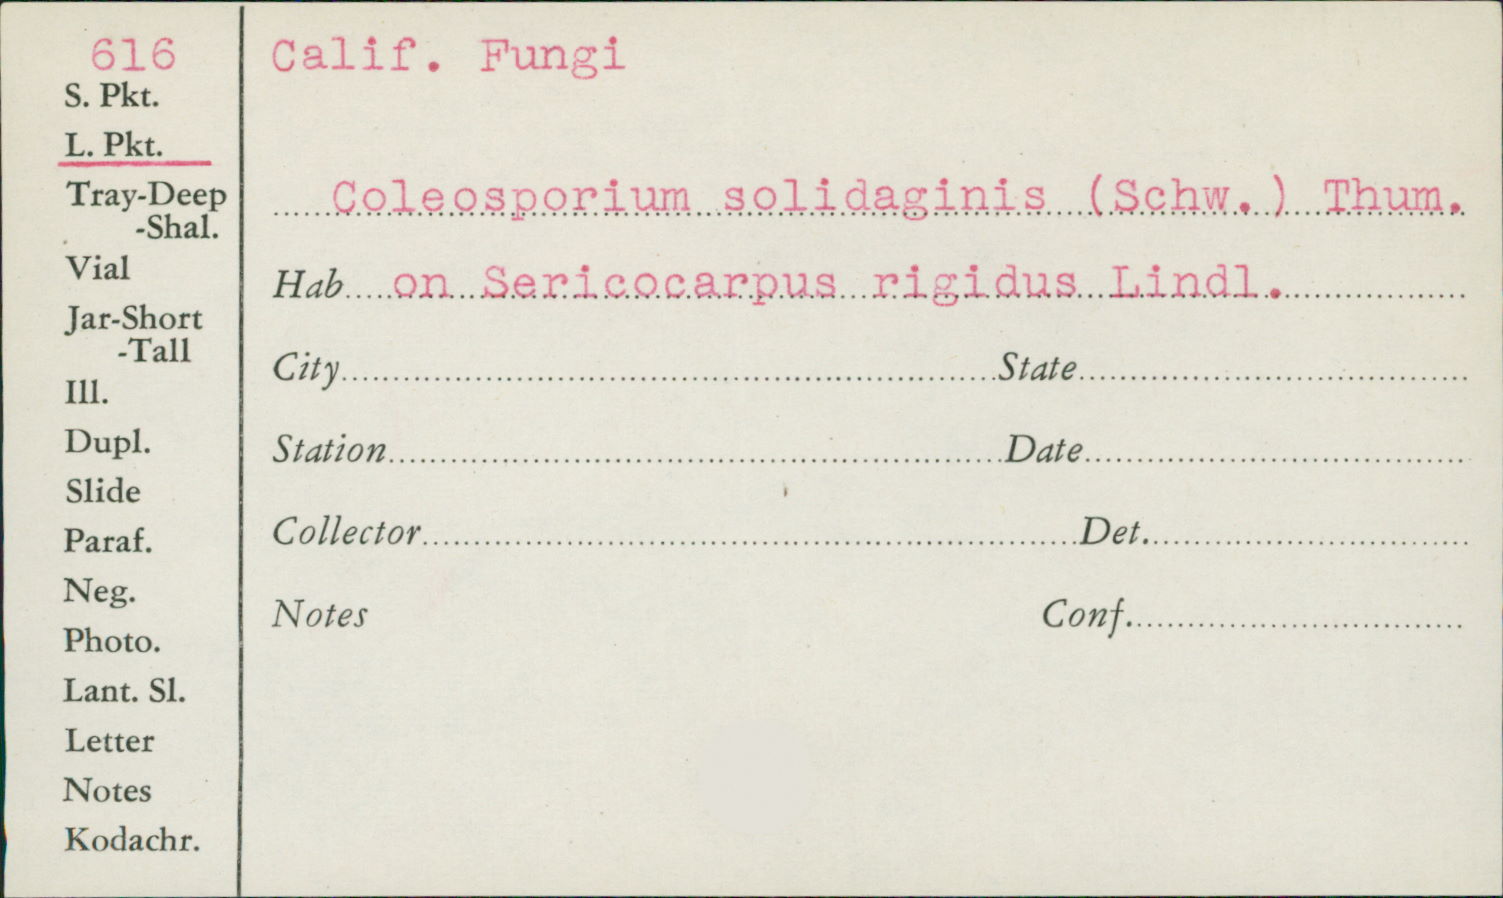 616
S. Pkt.
L. Pkt.
Tray-Deep
-Shal.
Vial
Jar-Short
-Tall
Ill.
Dupl.
Slide
Paraf.
Neg.
Photo.
Lant. Sl.
Letter
Notes
Kodachr.
Calif. Fungi
Coleosporium solidaginis (Schw.) Thum.
Hab on Sericocarpus rigidus Lindl.
City State
Station Date
Collector Det.
Notes Conf.